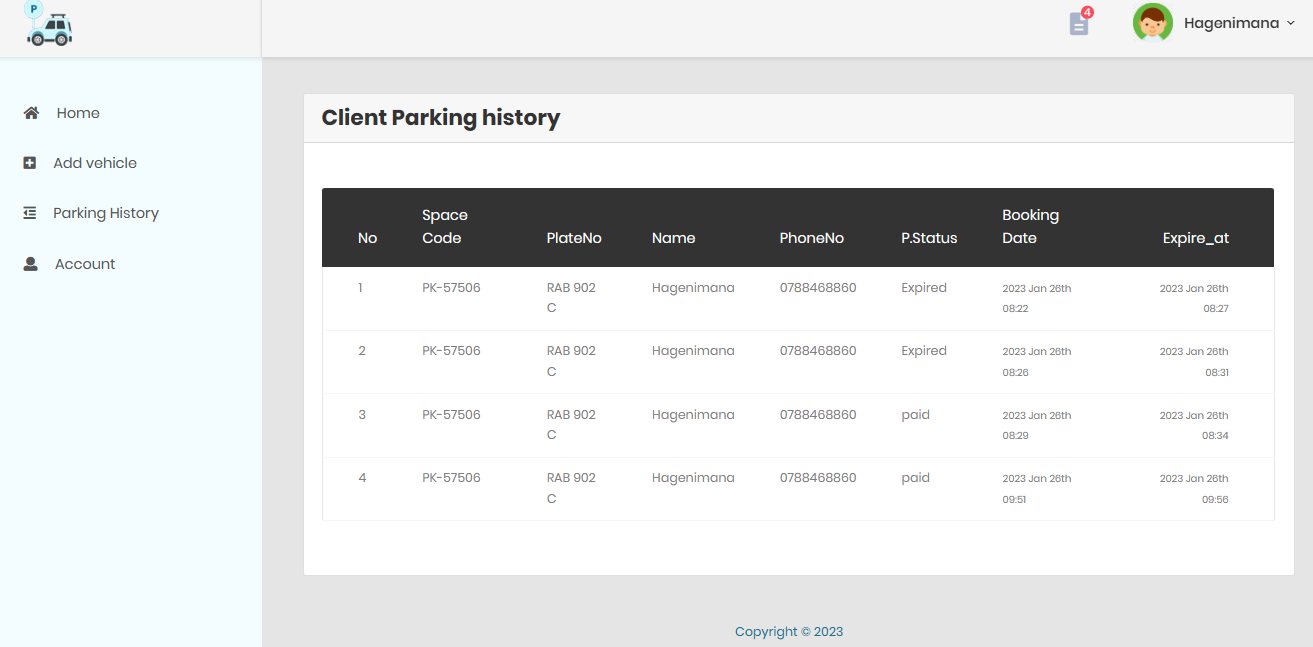 P
4
Hagenimana
Home
Add vehicle
Parking History
Account
Client Parking history
No Space Code PlateNo Name PhoneNo P.Status Booking Date Expire_at
1 PK-57506 RAB 902 C Hagenimana 0788468860 Expired 2023 Jan 26th 08:22 2023 Jan 26th 08:27
2 PK-57506 RAB 902 C Hagenimana 0788468860 Expired 2023 Jan 26th 08:26 2023 Jan 26th 08:31
3 PK-57506 RAB 902 C Hagenimana 0788468860 paid 2023 Jan 26th 08:29 2023 Jan 26th 08:34
4 PK-57506 RAB 902 C Hagenimana 0788468860 paid 2023 Jan 26th 09:51 2023 Jan 26th 09:56
Copyright © 2023